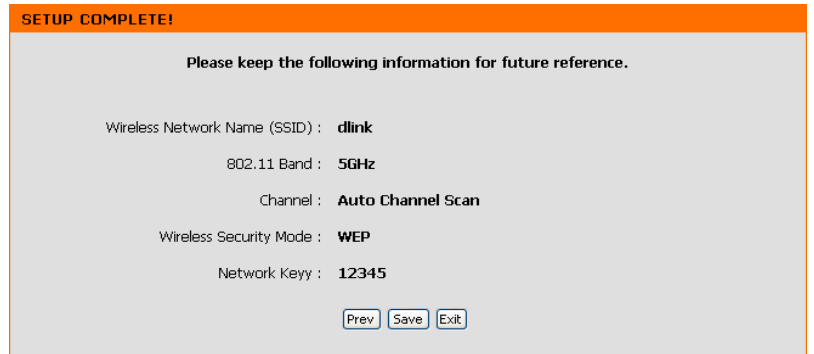 SETUP COMPLETE!
Please keep the following information for future reference.
Wireless Network Name (SSID) : dlink
802.11 Band : 5GHz
Channel : Auto Channel Scan
Wireless Security Mode : WEP
Network Keyy : 12345
Prev Save Exit